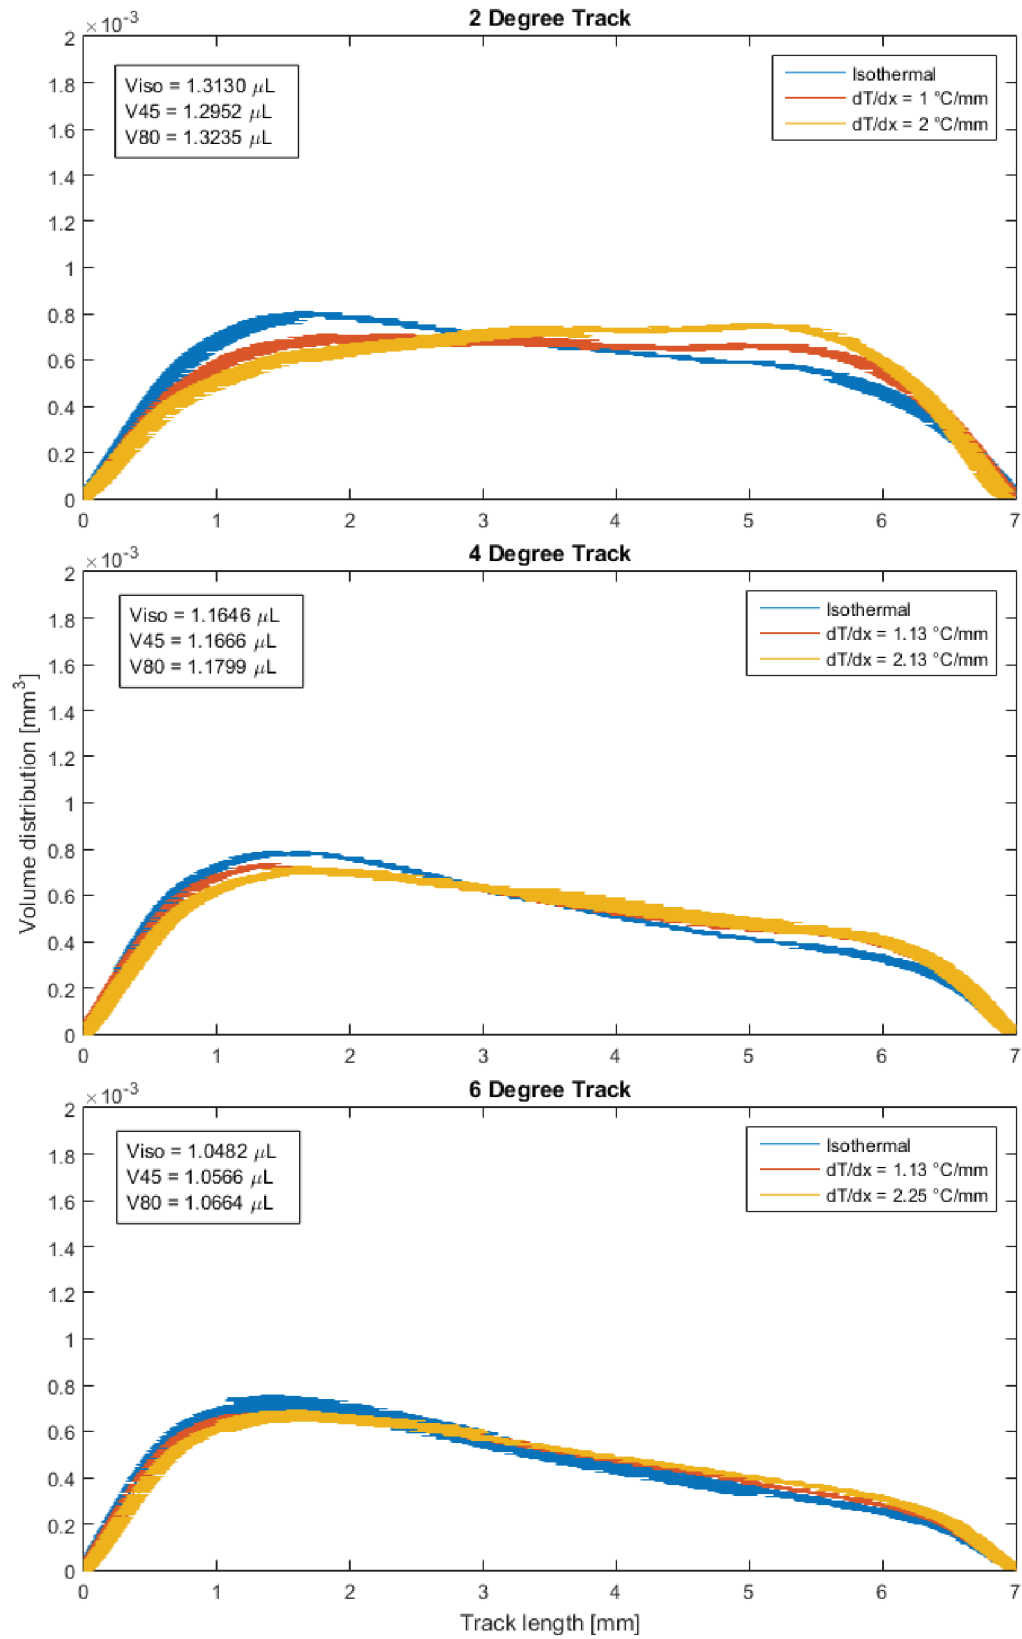 2 Degree Track
×10⁻³
2
1.8
1.6
1.4
1.2
1
0.8
0.6
0.4
0.2
0
Viso = 1.3130 μL
V45 = 1.2952 μL
V80 = 1.3235 μL
Isothermal
dT/dx = 1 °C/mm
dT/dx = 2 °C/mm
0 1 2 3 4 5 6 7
4 Degree Track
×10⁻³
2
1.8
1.6
1.4
1.2
1
0.8
0.6
0.4
0.2
0
Viso = 1.1646 μL
V45 = 1.1666 μL
V80 = 1.1799 μL
Isothermal
dT/dx = 1.13 °C/mm
dT/dx = 2.13 °C/mm
Volume distribution [mm³]
0 1 2 3 4 5 6 7
6 Degree Track
×10⁻³
2
1.8
1.6
1.4
1.2
1
0.8
0.6
0.4
0.2
0
Viso = 1.0482 μL
V45 = 1.0566 μL
V80 = 1.0664 μL
Isothermal
dT/dx = 1.13 °C/mm
dT/dx = 2.25 °C/mm
0 1 2 3 4 5 6 7
Track length [mm]